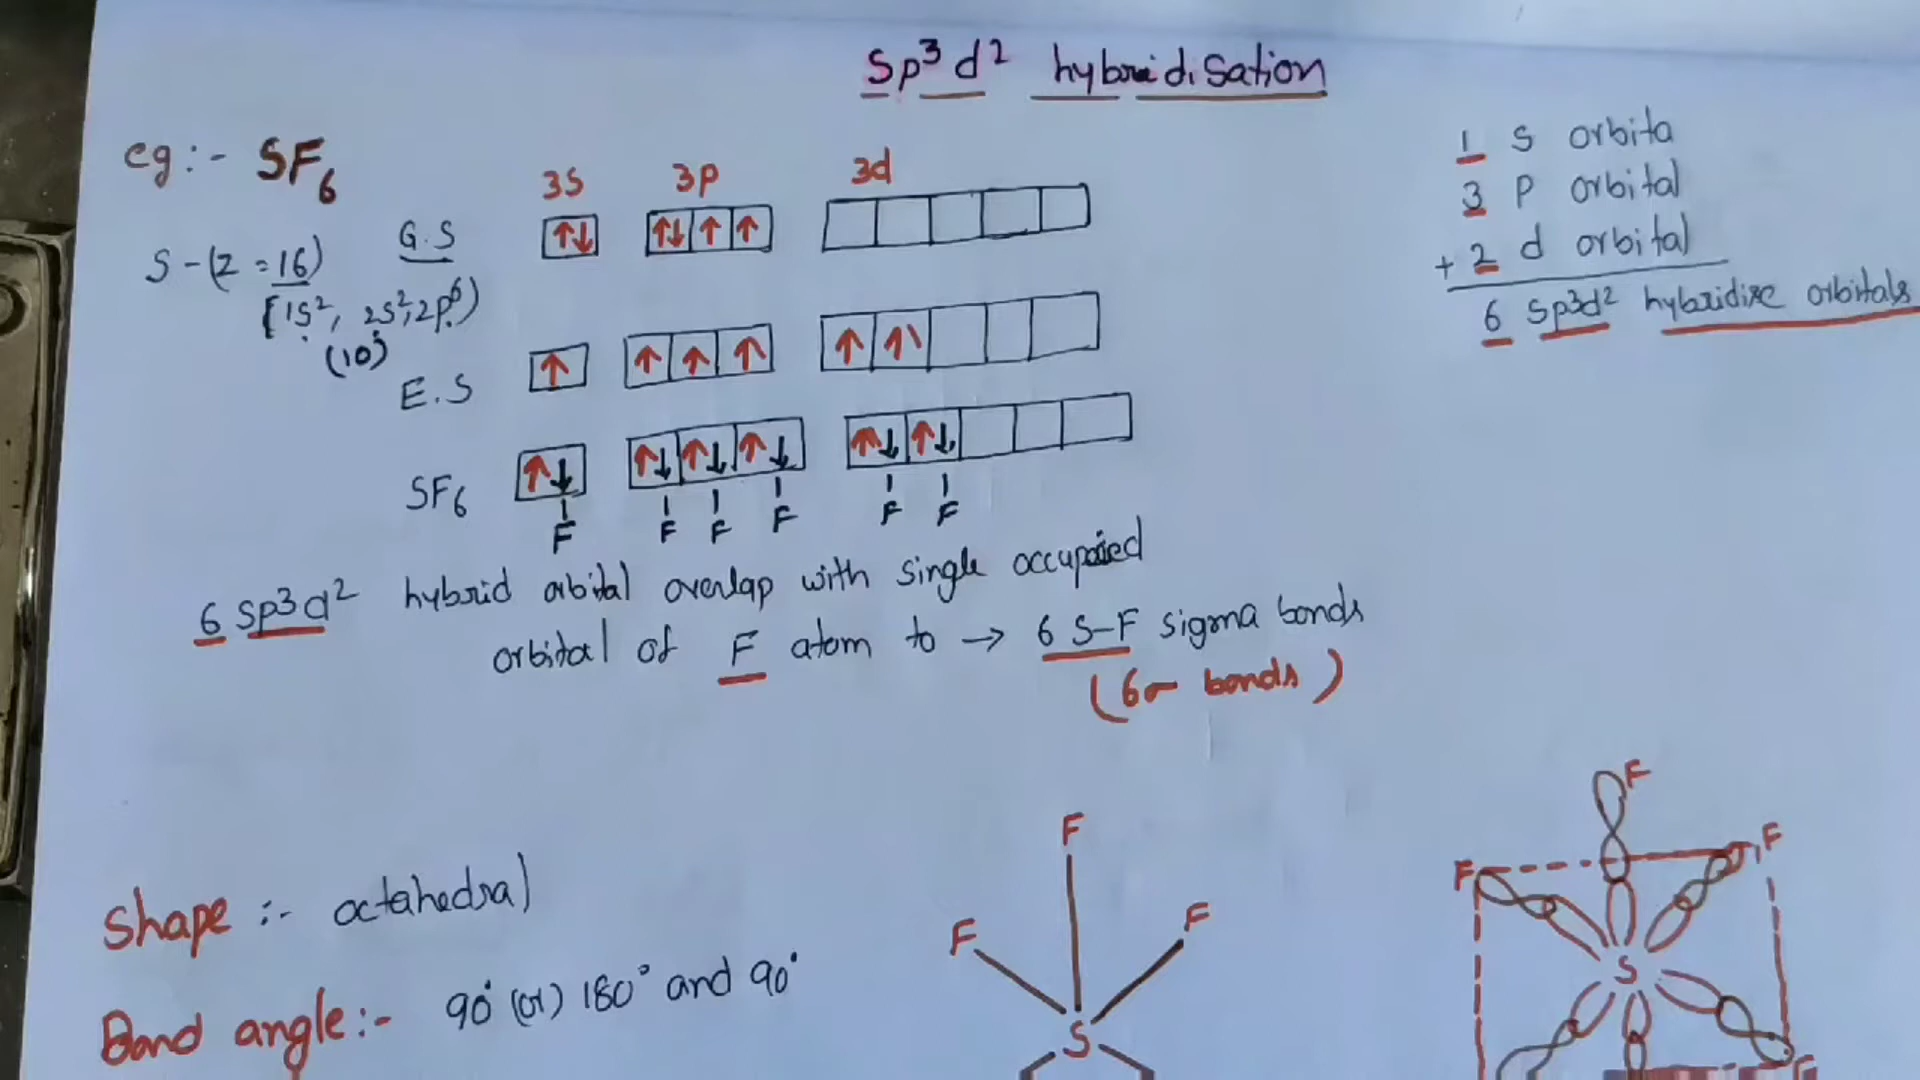 Sp³d² hybridisation
eg:- SF₆
3S 3P 3d
G.S
S-(Z=16)
[1S², 2S², 2p⁶)
(10)
E.S
SF₆
F F F F F F
1 S orbita
3 P orbital
+ 2 d orbital
6 Sp3d² hybridize orbitals
6 Sp3d² hybrid orbital overlap with single
orbital of F atom to → 6 S-F sigma bonds
(6σ bonds)
Shape :- octahedral
Bond angle:- 90° (or) 180° and 90°
F
F F
S
F
F F
S